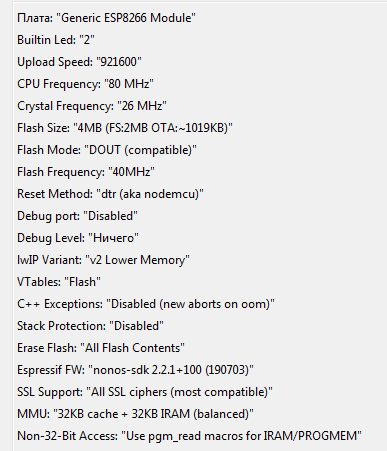 Плата: "Generic ESP8266 Module"
Builtin Led: "2"
Upload Speed: "921600"
CPU Frequency: "80 MHz"
Crystal Frequency: "26 MHz"
Flash Size: "4MB (FS:2MB OTA:~1019KB)"
Flash Mode: "DOUT (compatible)"
Flash Frequency: "40MHz"
Reset Method: "dtr (aka nodemcu)"
Debug port: "Disabled"
Debug Level: "Ничего"
lwIP Variant: "v2 Lower Memory"
VTables: "Flash"
C++ Exceptions: "Disabled (new aborts on oom)"
Stack Protection: "Disabled"
Erase Flash: "All Flash Contents"
Espressif FW: "nonos-sdk 2.2.1+100 (190703)"
SSL Support: "All SSL ciphers (most compatible)"
MMU: "32KB cache + 32KB IRAM (balanced)"
Non-32-Bit Access: "Use pgm_read macros for IRAM/PROGMEM"